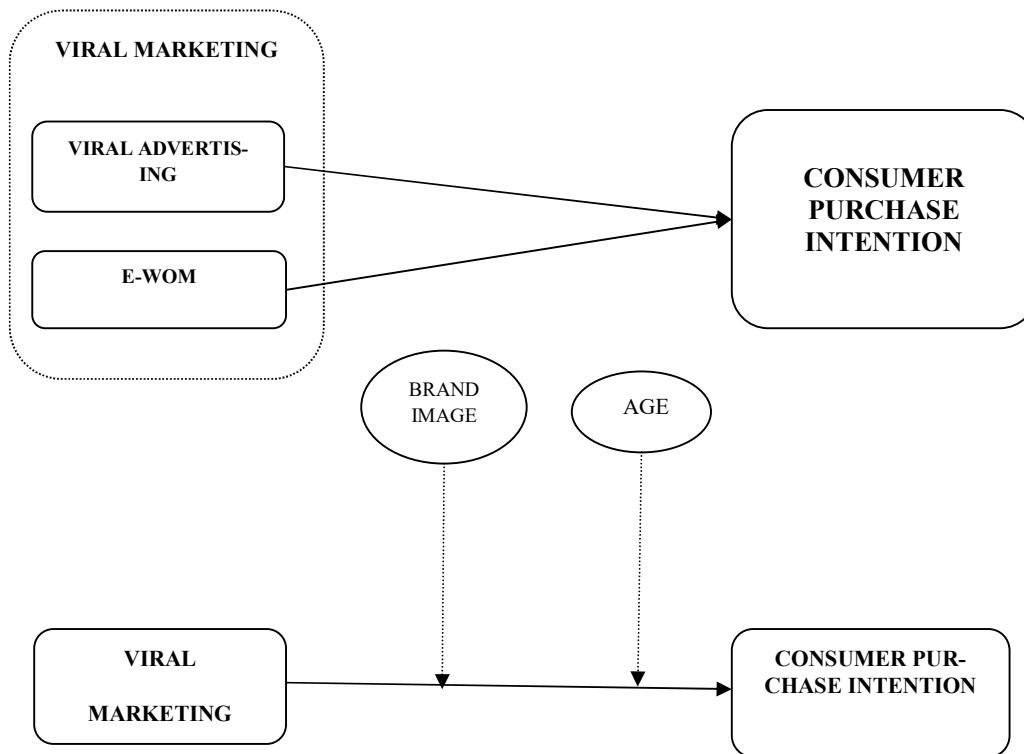 VIRAL MARKETING
VIRAL ADVERTIS-
ING
E-WOM
CONSUMER
PURCHASE
INTENTION
BRAND
IMAGE
AGE
VIRAL
MARKETING
CONSUMER PUR-
CHASE INTENTION